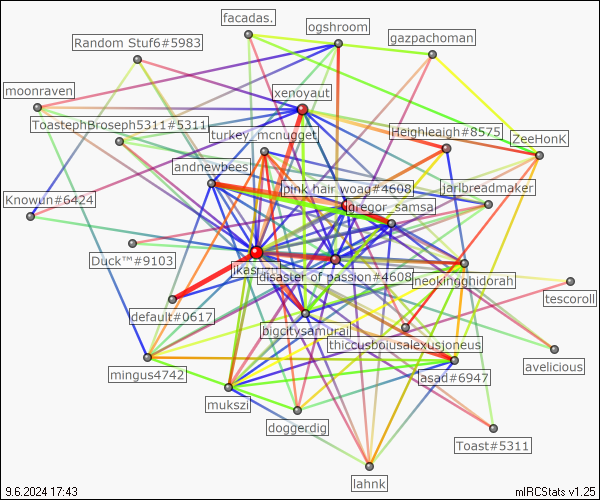 facadas.
ogshroom
gazpachoman
Random Stuf6#5983
moonraven
xenoyaut
ToastephBroseph5311#5311
turkey_mcnugget
Heighleaigh#8575
ZeeHonK
andnewbees
pink hair woag#4608
jarlbreadmaker
Knowun#6424
gregor_samsa
Duck™#9103
disaster of passion#4608
neokingghidorah
tescoroll
default#0617
bigcitysamurai
thiccusboiusalexusjoneus
mingus4742
asad#6947
avelicious
mukszi
doggerdig
Toast#5311
lahnk
9.6.2024 17:43
mIRCStats v1.25